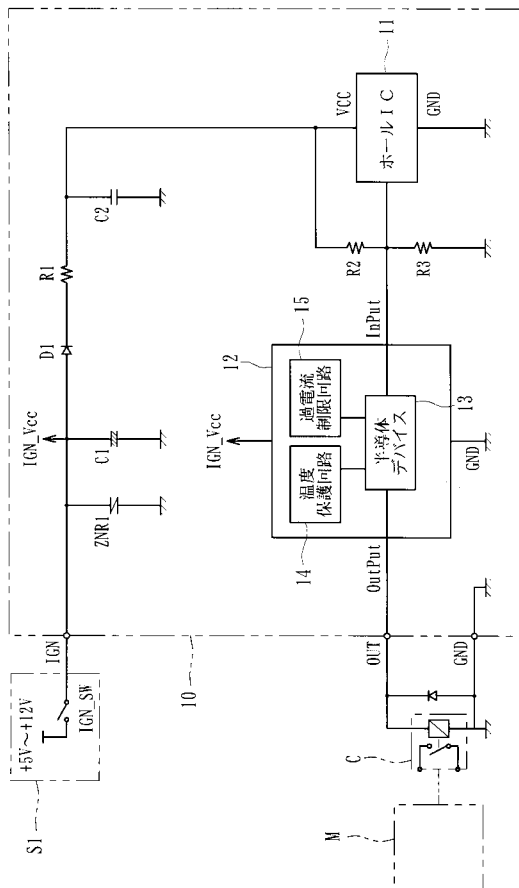 S1
+5V～+12V
IGN_SW
IGN
10
ZNR1
IGN_Vcc
C1
D1
R1
C2
VCC
11
ホールIC
GND
R2
R3
InPut
12
15
IGN_Vcc
過電流
制限回路
温度
保護回路
14
半導体
デバイス
13
GND
OutPut
OUT
GND
C
M